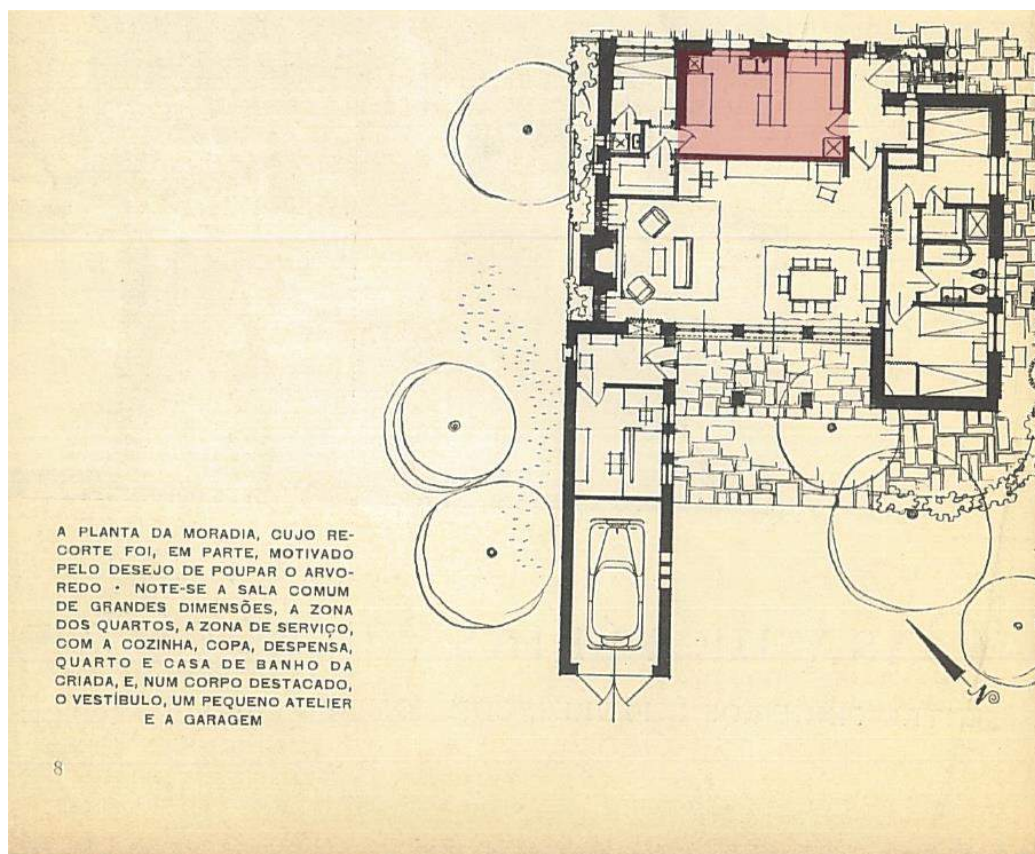 A PLANTA DA MORADIA, CUJO RE-
CORTE FOI, EM PARTE, MOTIVADO
PELO DESEJO DE POUPAR O ARVO-
REDO • NOTE-SE A SALA COMUM
DE GRANDES DIMENSÕES, A ZONA
DOS QUARTOS, A ZONA DE SERVIÇO,
COM A COZINHA, COPA, DESPENSA,
QUARTO E CASA DE BANHO DA
CRIADA, E, NUM CORPO DESTACADO,
O VESTÍBULO, UM PEQUENO ATELIER
E A GARAGEM
N
8